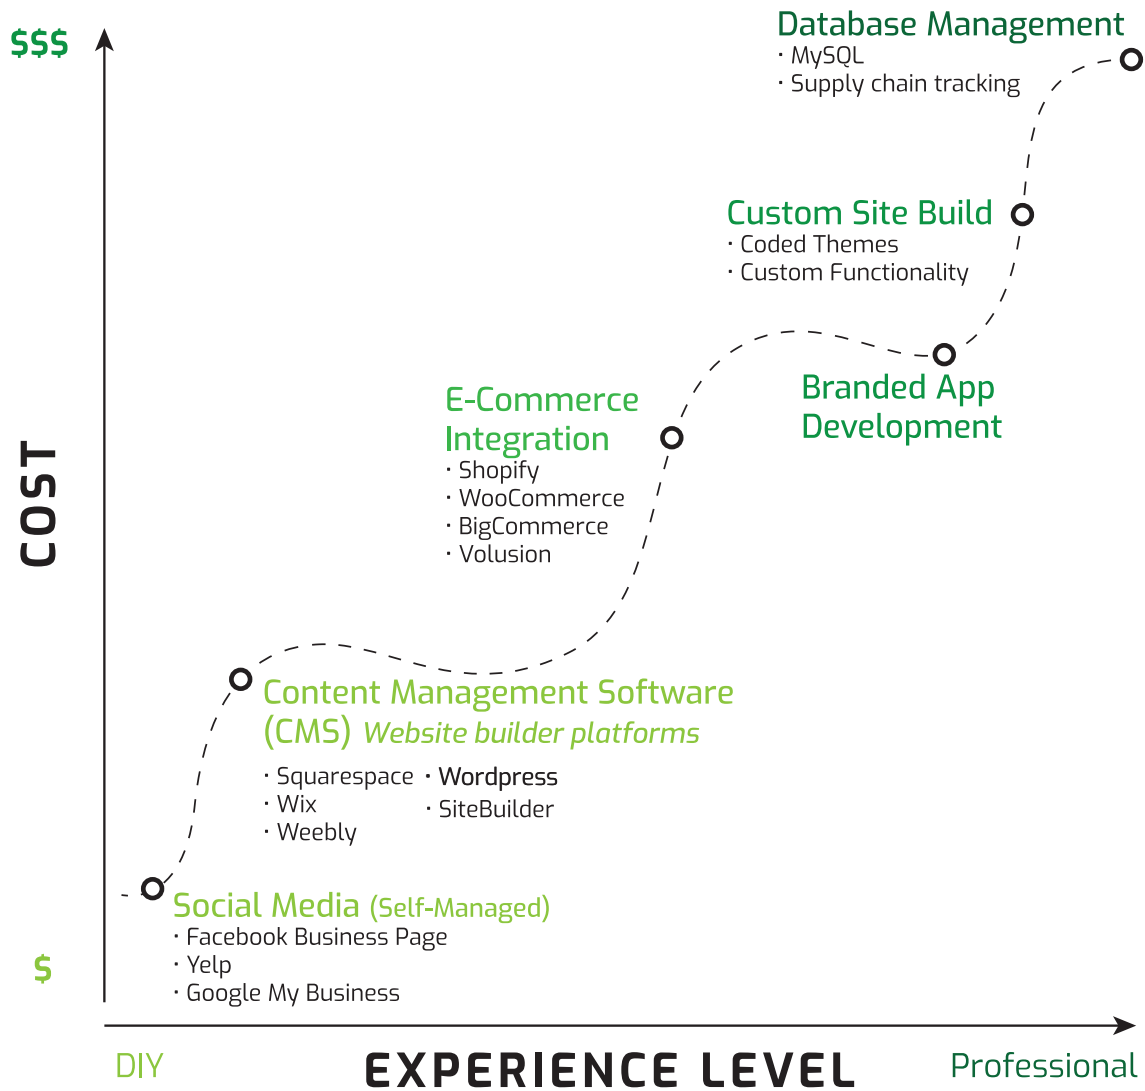 $$$
Database Management
· MySQL
· Supply chain tracking
Custom Site Build
· Coded Themes
· Custom Functionality
Branded App
Development
E-Commerce
Integration
· Shopify
· WooCommerce
· BigCommerce
· Volusion
COST
Content Management Software
(CMS) Website builder platforms
· Squarespace · Wordpress
· Wix · SiteBuilder
· Weebly
Social Media (Self-Managed)
· Facebook Business Page
· Yelp
· Google My Business
$
DIY EXPERIENCE LEVEL Professional